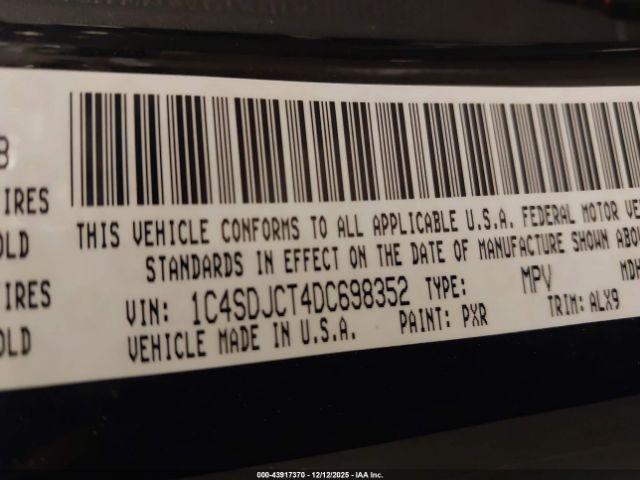 8
IRES
OLD
IRES
OLD
THIS VEHICLE CONFORMS TO ALL APPLICABLE U.S.A. FEDERAL MOTOR VE
STANDARDS IN EFFECT ON THE DATE OF MANUFACTURE SHOWN ABOV
VIN: 1C4SDJCT4DC698352 TYPE: MPV MDH
VEHICLE MADE IN U.S.A. PAINT: PXR TRIM: ALX9
000-43917370 • 12/12/2025 • IAA Inc.